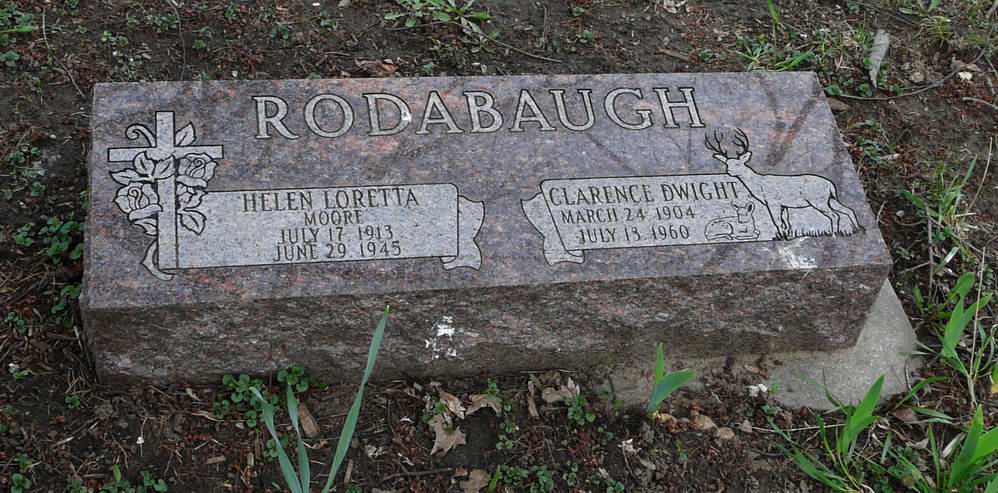 RODABAUGH
HELEN LORETTA
MOORE
JULY 17 1913
JUNE 29 1945
CLARENCE DWIGHT
MARCH 24 1904
JULY 13 1960